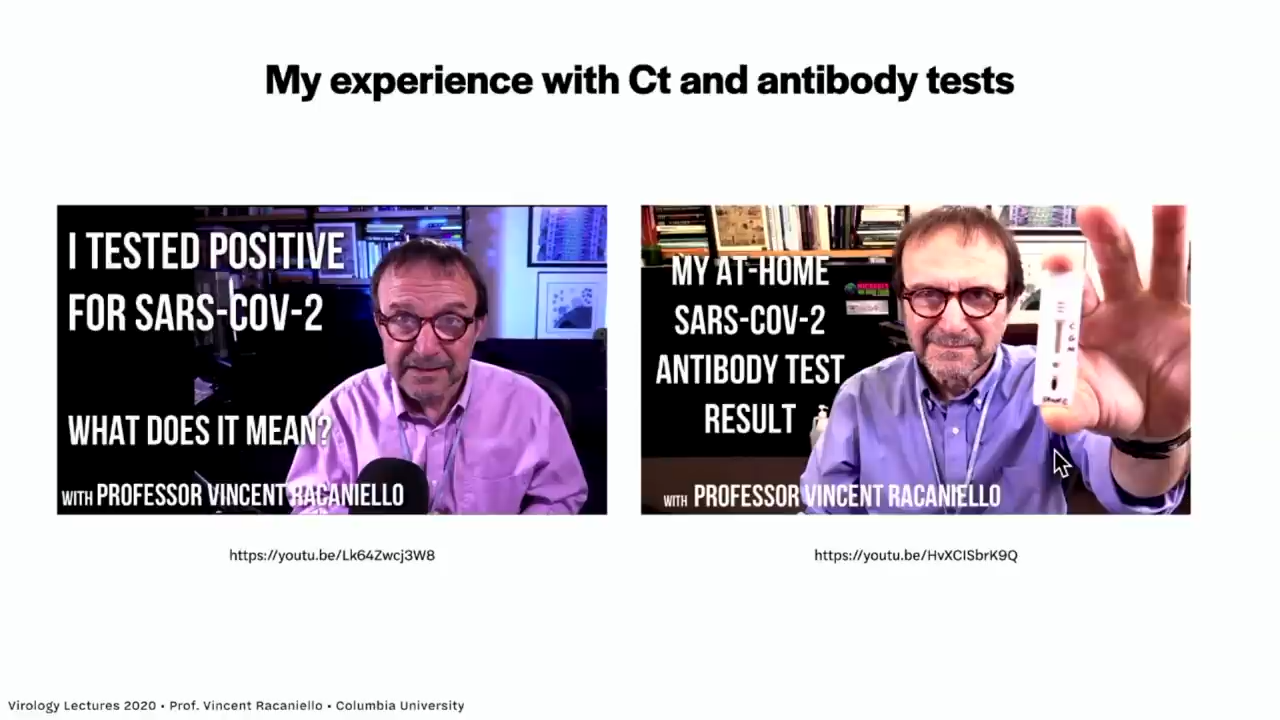 My experience with Ct and antibody tests
I TESTED POSITIVE
FOR SARS-COV-2
WHAT DOES IT MEAN?
WITH PROFESSOR VINCENT RACANIELLO
https://youtu.be/Lk64Zwcj3W8
MY AT-HOME
SARS-COV-2
ANTIBODY TEST
RESULT
WITH PROFESSOR VINCENT RACANIELLO
https://youtu.be/HvXCISbrK9Q
Virology Lectures 2020 • Prof. Vincent Racaniello • Columbia University